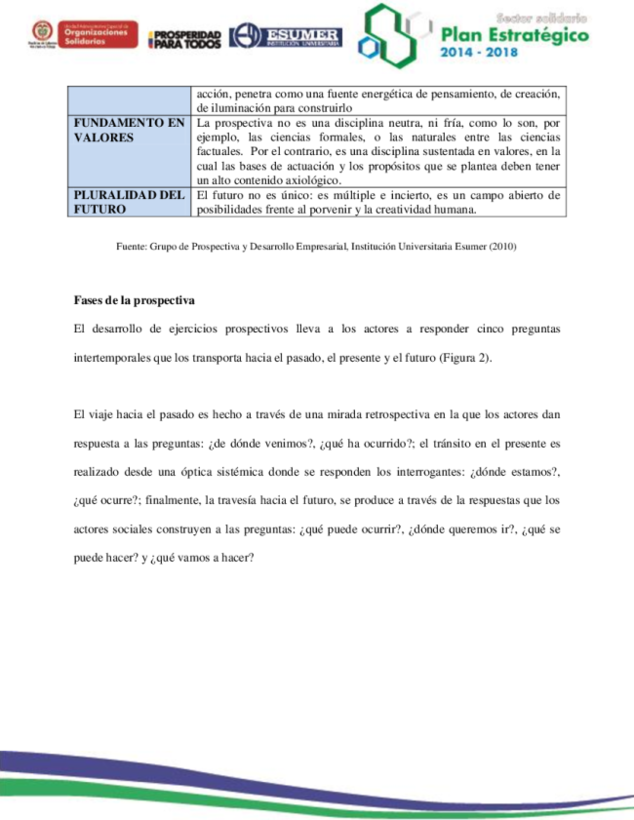 Unidad Administrativa Especial de
Organizaciones
Solidarias
PROSPERIDAD
PARA TODOS
ESUMER
INSTITUCIÓN UNIVERSITARIA
Sector solidario
Plan Estratégico
2014 - 2018
acción, penetra como una fuente energética de pensamiento, de creación,
de iluminación para construirlo
FUNDAMENTO EN
VALORES
La prospectiva no es una disciplina neutra, ni fría, como lo son, por
ejemplo, las ciencias formales, o las naturales entre las ciencias
factuales. Por el contrario, es una disciplina sustentada en valores, en la
cual las bases de actuación y los propósitos que se plantea deben tener
un alto contenido axiológico.
PLURALIDAD DEL
FUTURO
El futuro no es único: es múltiple e incierto, es un campo abierto de
posibilidades frente al porvenir y la creatividad humana.
Fuente: Grupo de Prospectiva y Desarrollo Empresarial, Institución Universitaria Esumer (2010)
Fases de la prospectiva
El desarrollo de ejercicios prospectivos lleva a los actores a responder cinco preguntas
intertemporales que los transporta hacia el pasado, el presente y el futuro (Figura 2).
El viaje hacia el pasado es hecho a través de una mirada retrospectiva en la que los actores dan
respuesta a las preguntas: ¿de dónde venimos?, ¿qué ha ocurrido?; el tránsito en el presente es
realizado desde una óptica sistémica donde se responden los interrogantes: ¿dónde estamos?,
¿qué ocurre?; finalmente, la travesía hacia el futuro, se produce a través de la respuestas que los
actores sociales construyen a las preguntas: ¿qué puede ocurrir?, ¿dónde queremos ir?, ¿qué se
puede hacer? y ¿qué vamos a hacer?